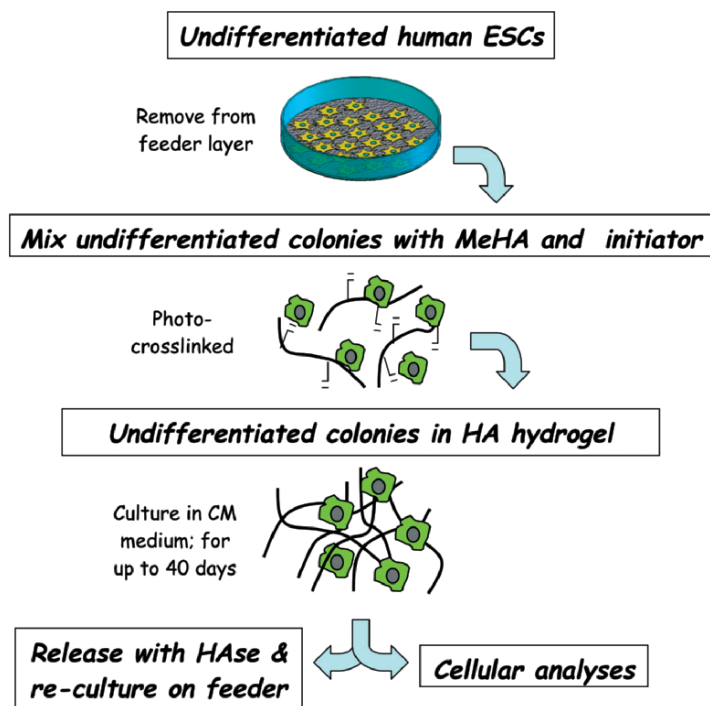 Undifferentiated human ESCs
Remove from
feeder layer
Mix undifferentiated colonies with MeHA and initiator
Photo-
crosslinked
Undifferentiated colonies in HA hydrogel
Culture in CM
medium; for
up to 40 days
Release with HAse &
re-culture on feeder
Cellular analyses